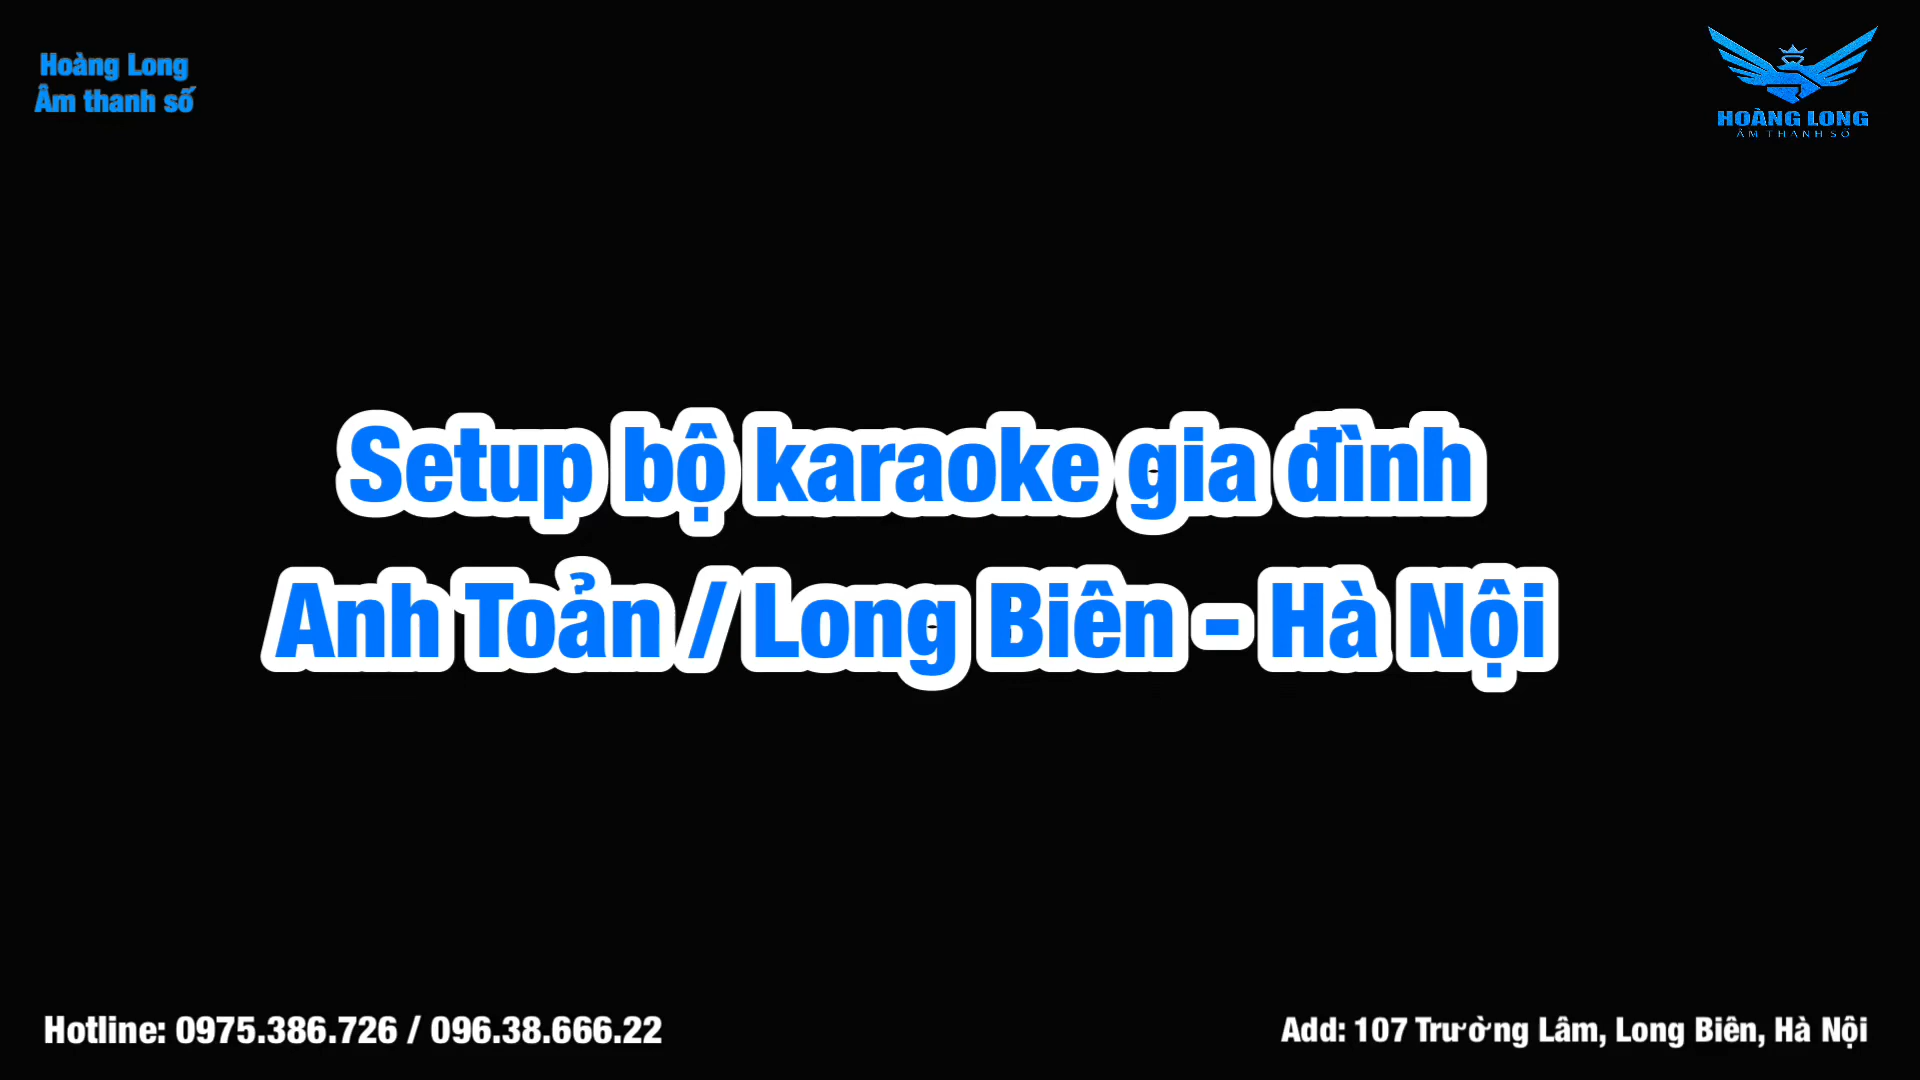 Hoàng Long
Âm thanh số
HOÀNG LONG
ÂM THANH SỐ
Setup bộ karaoke gia đình
Anh Toản / Long Biên - Hà Nội
Hotline: 0975.386.726 / 096.38.666.22
Add: 107 Trường Lâm, Long Biên, Hà Nội